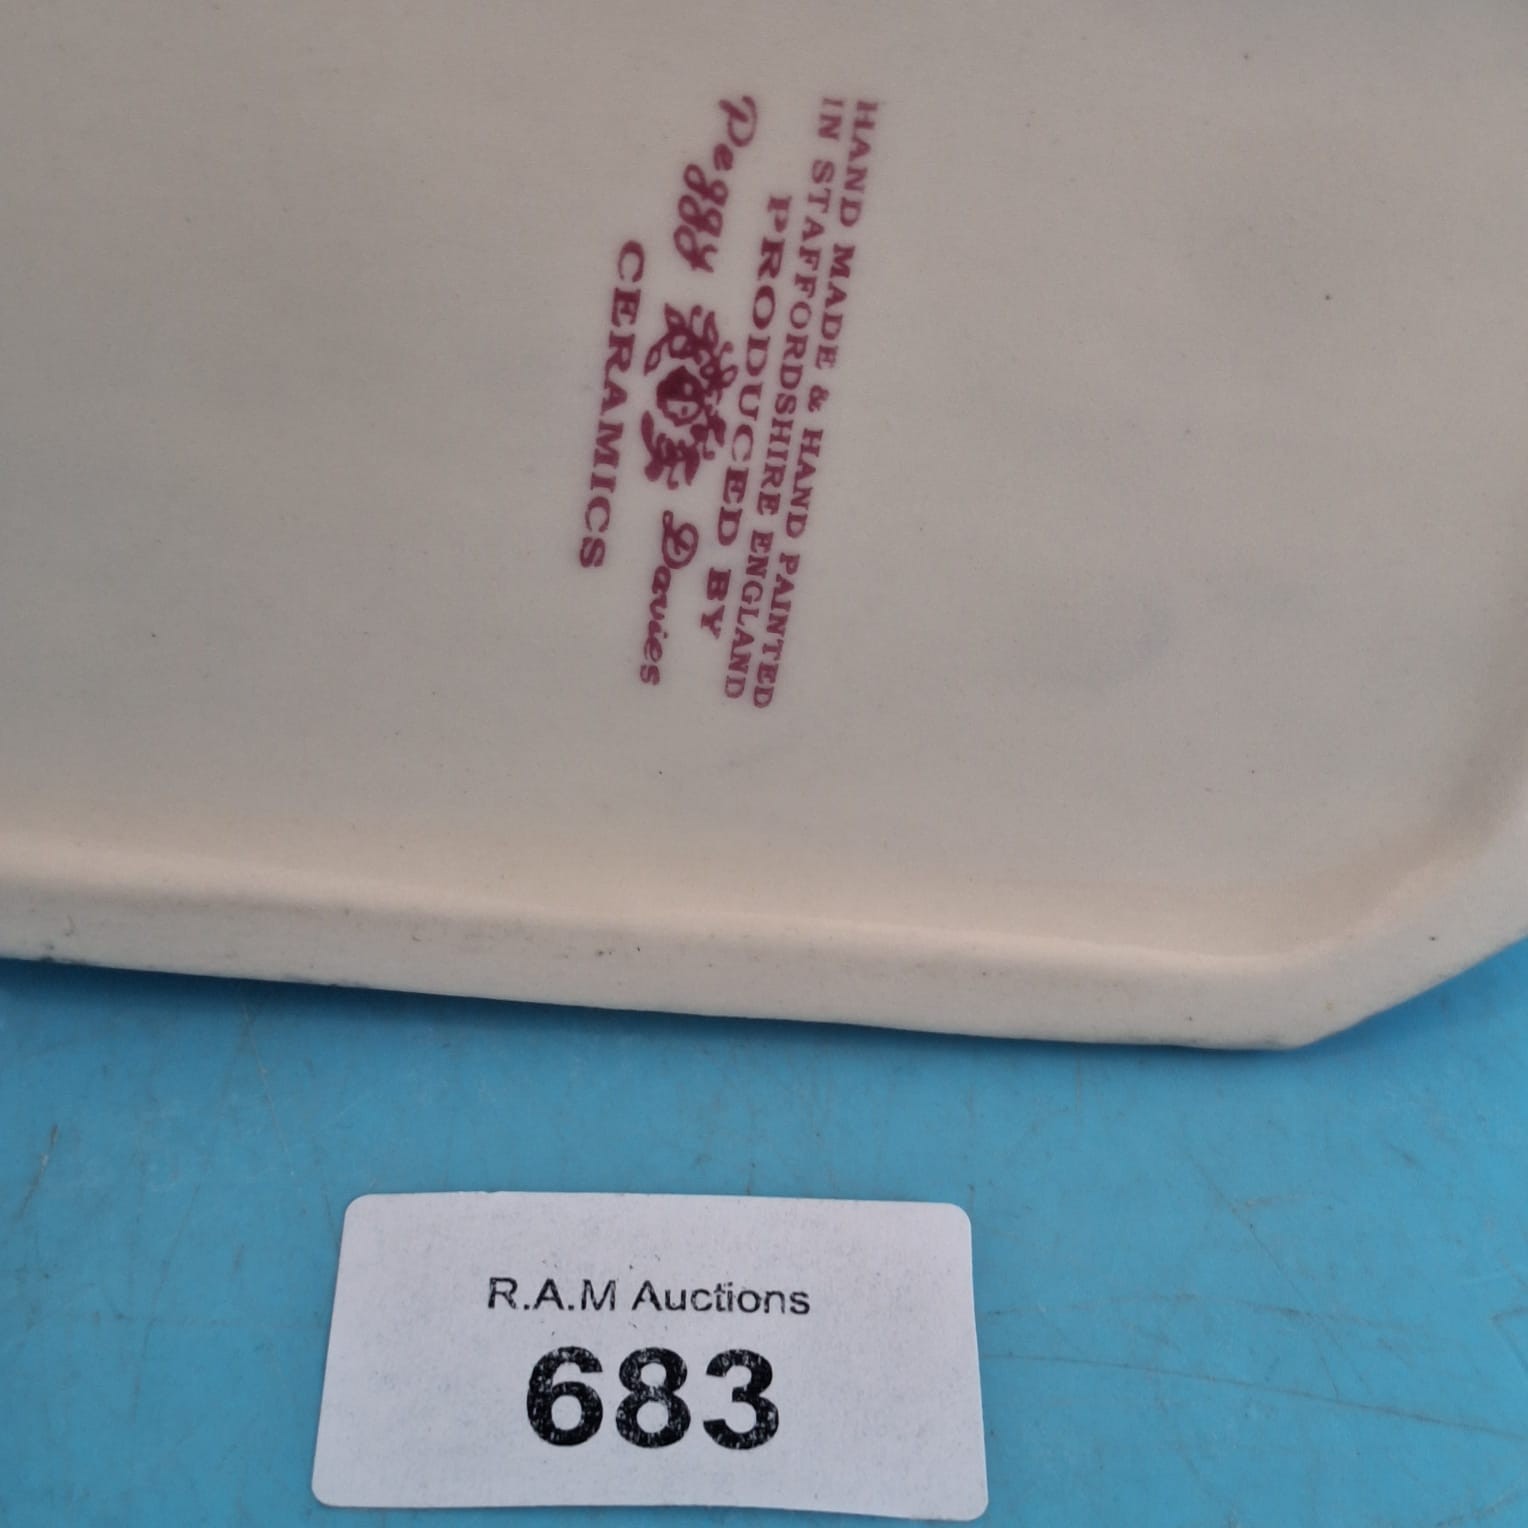 HAND MADE & HAND PAINTED
IN STAFFORDSHIRE ENGLAND
PRODUCED BY
Peggy Davies
CERAMICS
R.A.M Auctions
683